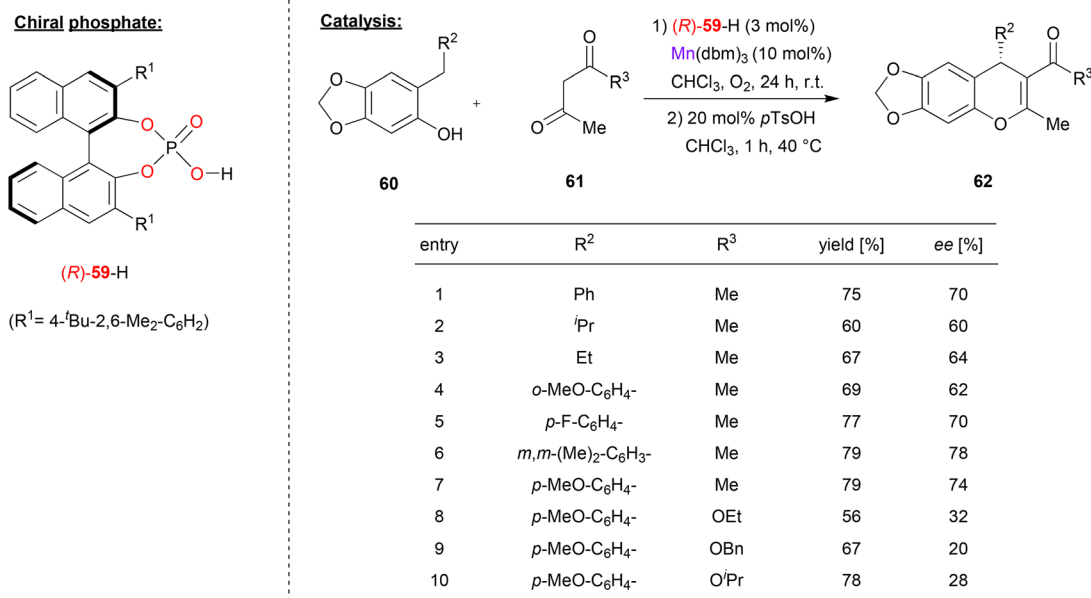 Chiral phosphate:
R¹
O
O
P
O
O–H
R¹
(R)-59-H
(R¹= 4-ᵗBu-2,6-Me₂-C₆H₂)
Catalysis:
R²
O
O
OH
60
+
O
R³
O
Me
61
1) (R)-59-H (3 mol%)
Mn(dbm)₃ (10 mol%)
CHCl₃, O₂, 24 h, r.t.
2) 20 mol% pTsOH
CHCl₃, 1 h, 40 °C
R²
O
O
R³
O
O
Me
62
entry R² R³ yield [%] ee [%]
1 Ph Me 75 70
2 ⁱPr Me 60 60
3 Et Me 67 64
4 o-MeO-C6H4- Me 69 62
5 p-F-C6H4- Me 77 70
6 m,m-(Me)₂-C6H3- Me 79 78
7 p-MeO-C6H4- Me 79 74
8 p-MeO-C6H4- OEt 56 32
9 p-MeO-C6H4- OBn 67 20
10 p-MeO-C6H4- OⁱPr 78 28